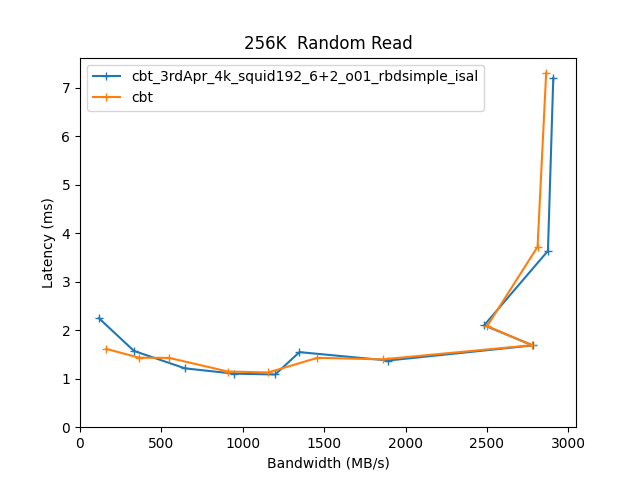 256K  Random Read
cbt_3rdApr_4k_squid192_6+2_o01_rbdsimple_isal
cbt
7
6
5
4
3
2
1
0
Latency (ms)
0 500 1000 1500 2000 2500 3000
Bandwidth (MB/s)